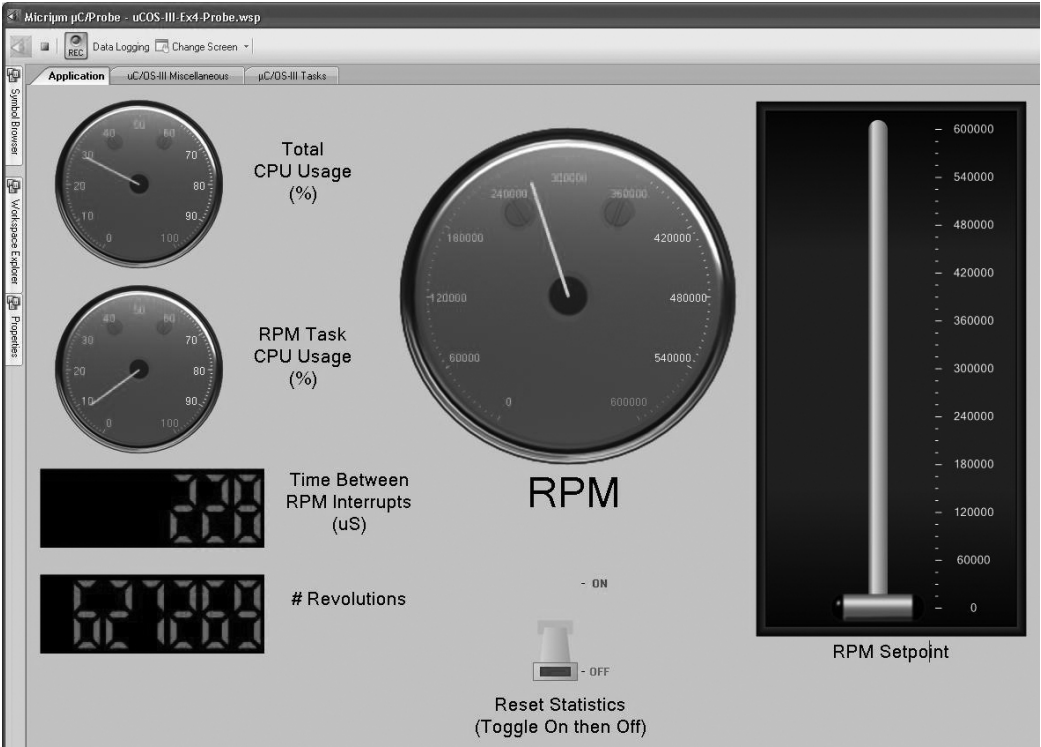 Micriµm µC/Probe - uCOS-III-Ex4-Probe.wsp
REC Data Logging Change Screen
Application uC/OS-III Miscellaneous µC/OS-III Tasks
Symbol Browser
Workspace Explorer
Properties
0 10 20 30 40 50 60 70 80 90 100
Total
CPU Usage
(%)
0 10 20 30 40 50 60 70 80 90 100
RPM Task
CPU Usage
(%)
228
Time Between
RPM Interrupts
(uS)
# Revolutions
0 60000 120000 180000 240000 300000 360000 420000 480000 540000 600000
RPM
- ON
- OFF
Reset Statistics
(Toggle On then Off)
600000
540000
480000
420000
360000
300000
240000
180000
120000
60000
0
RPM Setpoint